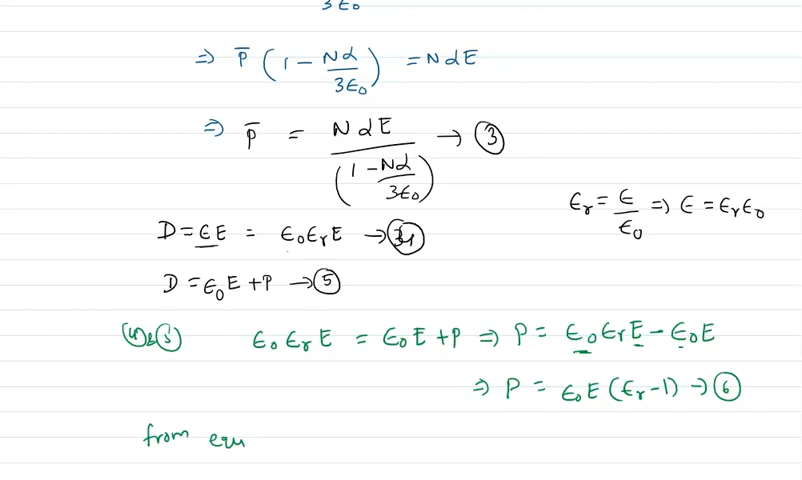 3ε₀
⇒ P̄ (1 - Nα/3ε₀) = NαE
⇒ P̄ = NαE/(1 - Nα/3ε₀) → ③
εᵣ = ε/ε₀ ⇒ ε = εᵣε₀
D = εE = ε₀εᵣE → ④
D = ε₀E + P → ⑤
④&⑤ ε₀εᵣE = ε₀E + P ⇒ P = ε₀εᵣE - ε₀E
⇒ P = ε₀E(εᵣ-1) → ⑥
from equ